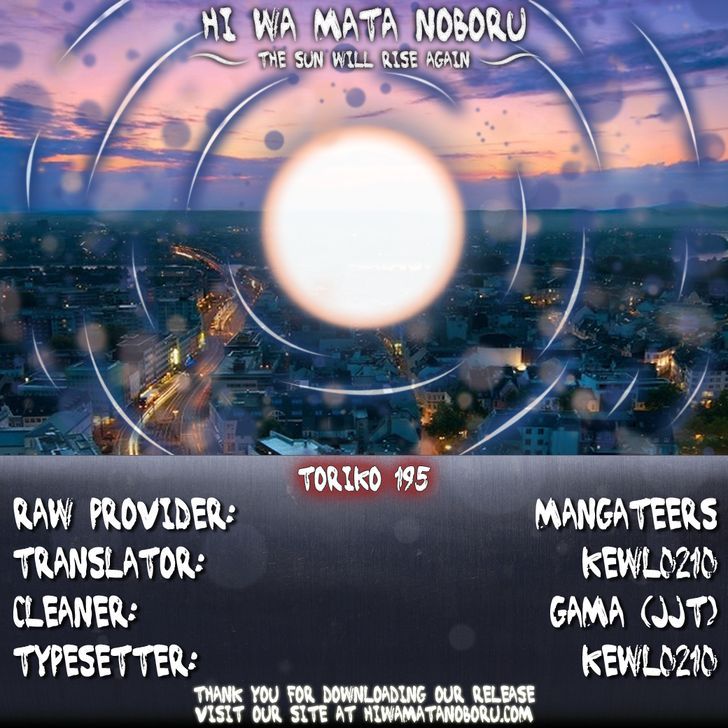 HI WA MATA NOBORU
THE SUN WILL RISE AGAIN
TORIKO 195
RAW PROVIDER: MANGATEERS
TRANSLATOR: KEWL0210
CLEANER: GAMA (JJT)
TYPESETTER: KEWL0210
THANK YOU FOR DOWNLOADING OUR RELEASE
VISIT OUR SITE AT HIWAMATANOBORU.COM